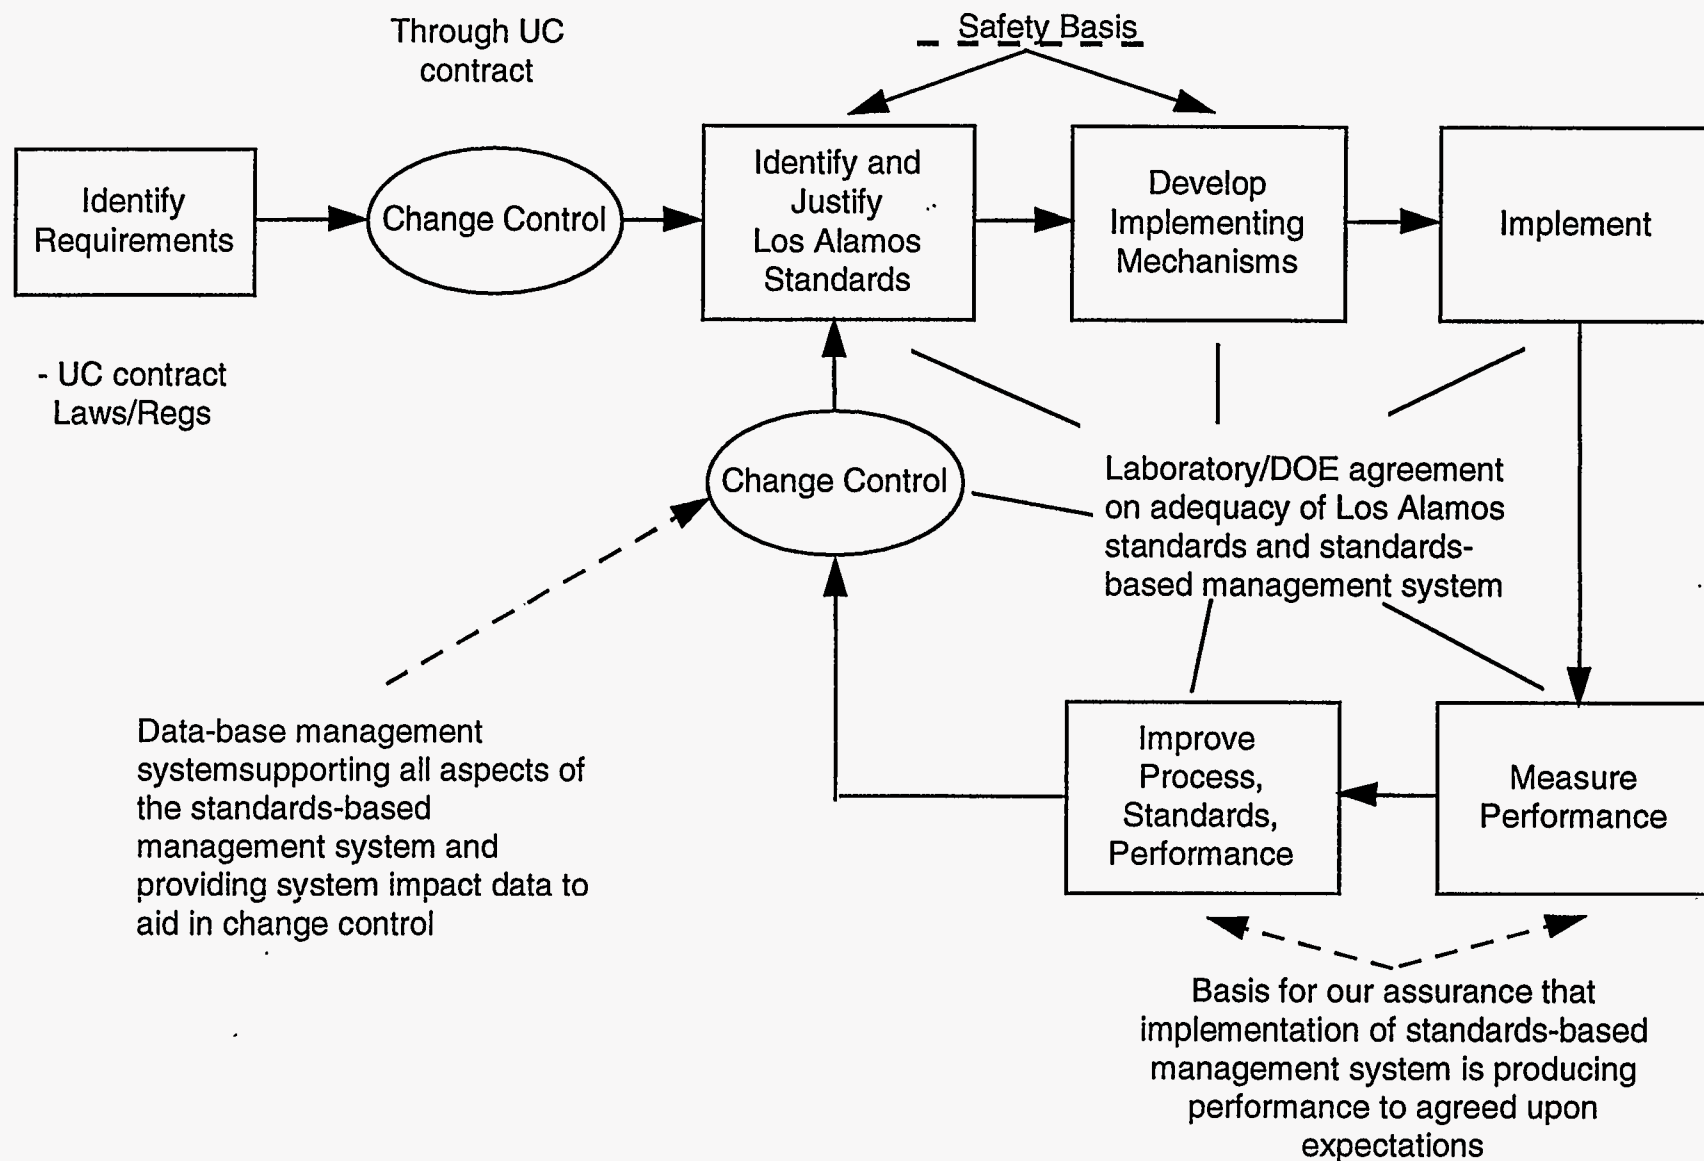 Through UC
contract
Safety Basis
Identify
Requirements
Change Control
Identify and
Justify
Los Alamos
Standards
Develop
Implementing
Mechanisms
Implement
- UC contract
Laws/Regs
Change Control
Laboratory/DOE agreement
on adequacy of Los Alamos
standards and standards-
based management system
Data-base management
systemsupporting all aspects of
the standards-based
management system and
providing system impact data to
aid in change control
Improve
Process,
Standards,
Performance
Measure
Performance
Basis for our assurance that
implementation of standards-based
management system is producing
performance to agreed upon
expectations